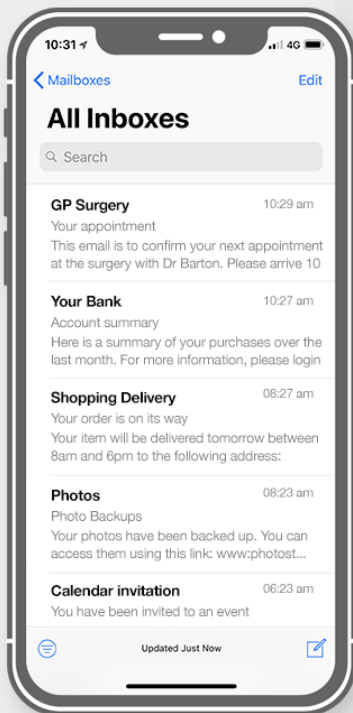 10:31 4G
Mailboxes Edit
All Inboxes
Search
GP Surgery 10:29 am
Your appointment
This email is to confirm your next appointment
at the surgery with Dr Barton. Please arrive 10
Your Bank 10:27 am
Account summary
Here is a summary of your purchases over the
last month. For more information, please login
Shopping Delivery 08:27 am
Your order is on its way
Your item will be delivered tomorrow between
8am and 6pm to the following address:
Photos 08:23 am
Photo Backups
Your photos have been backed up. You can
access them using this link: www:photost...
Calendar invitation 06:23 am
You have been invited to an event
Updated Just Now